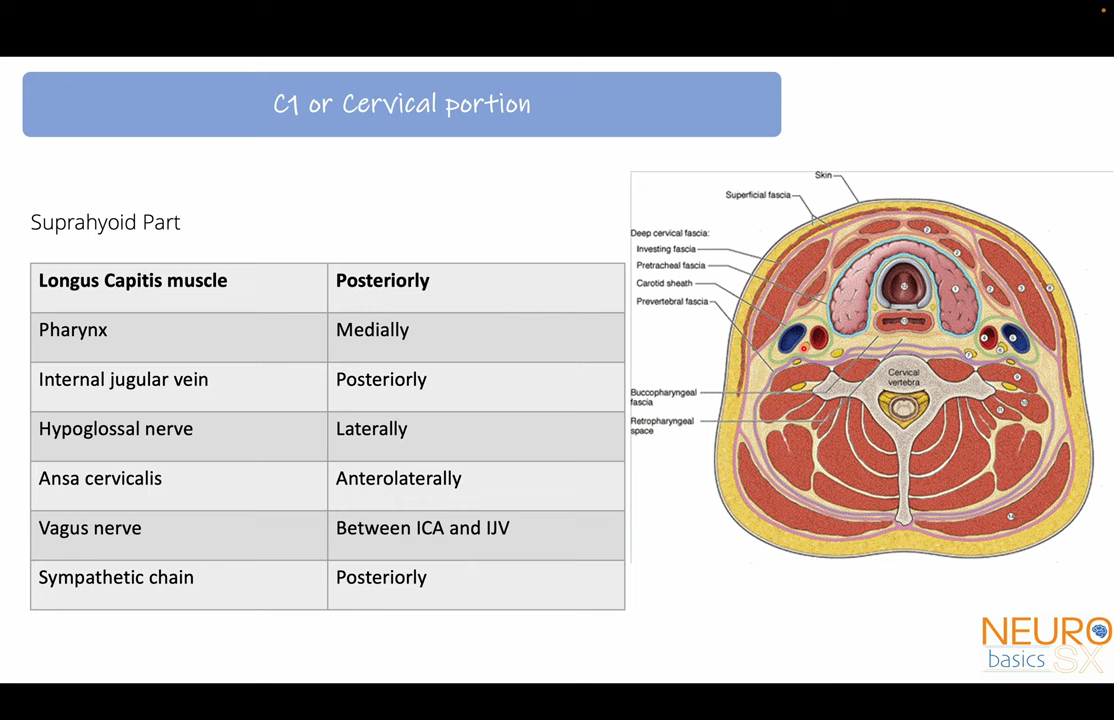 C1 or Cervical portion
Suprahyoid Part
Longus Capitis muscle Posteriorly
Pharynx Medially
Internal jugular vein Posteriorly
Hypoglossal nerve Laterally
Ansa cervicalis Anterolaterally
Vagus nerve Between ICA and IJV
Sympathetic chain Posteriorly
Skin
Superficial fascia
Deep cervical fascia:
Investing fascia
Pretracheal fascia
Carotid sheath
Prevertebral fascia
Buccopharyngeal
fascia
Retropharyngeal
space
Cervical
vertebra
NEURO
basics SX